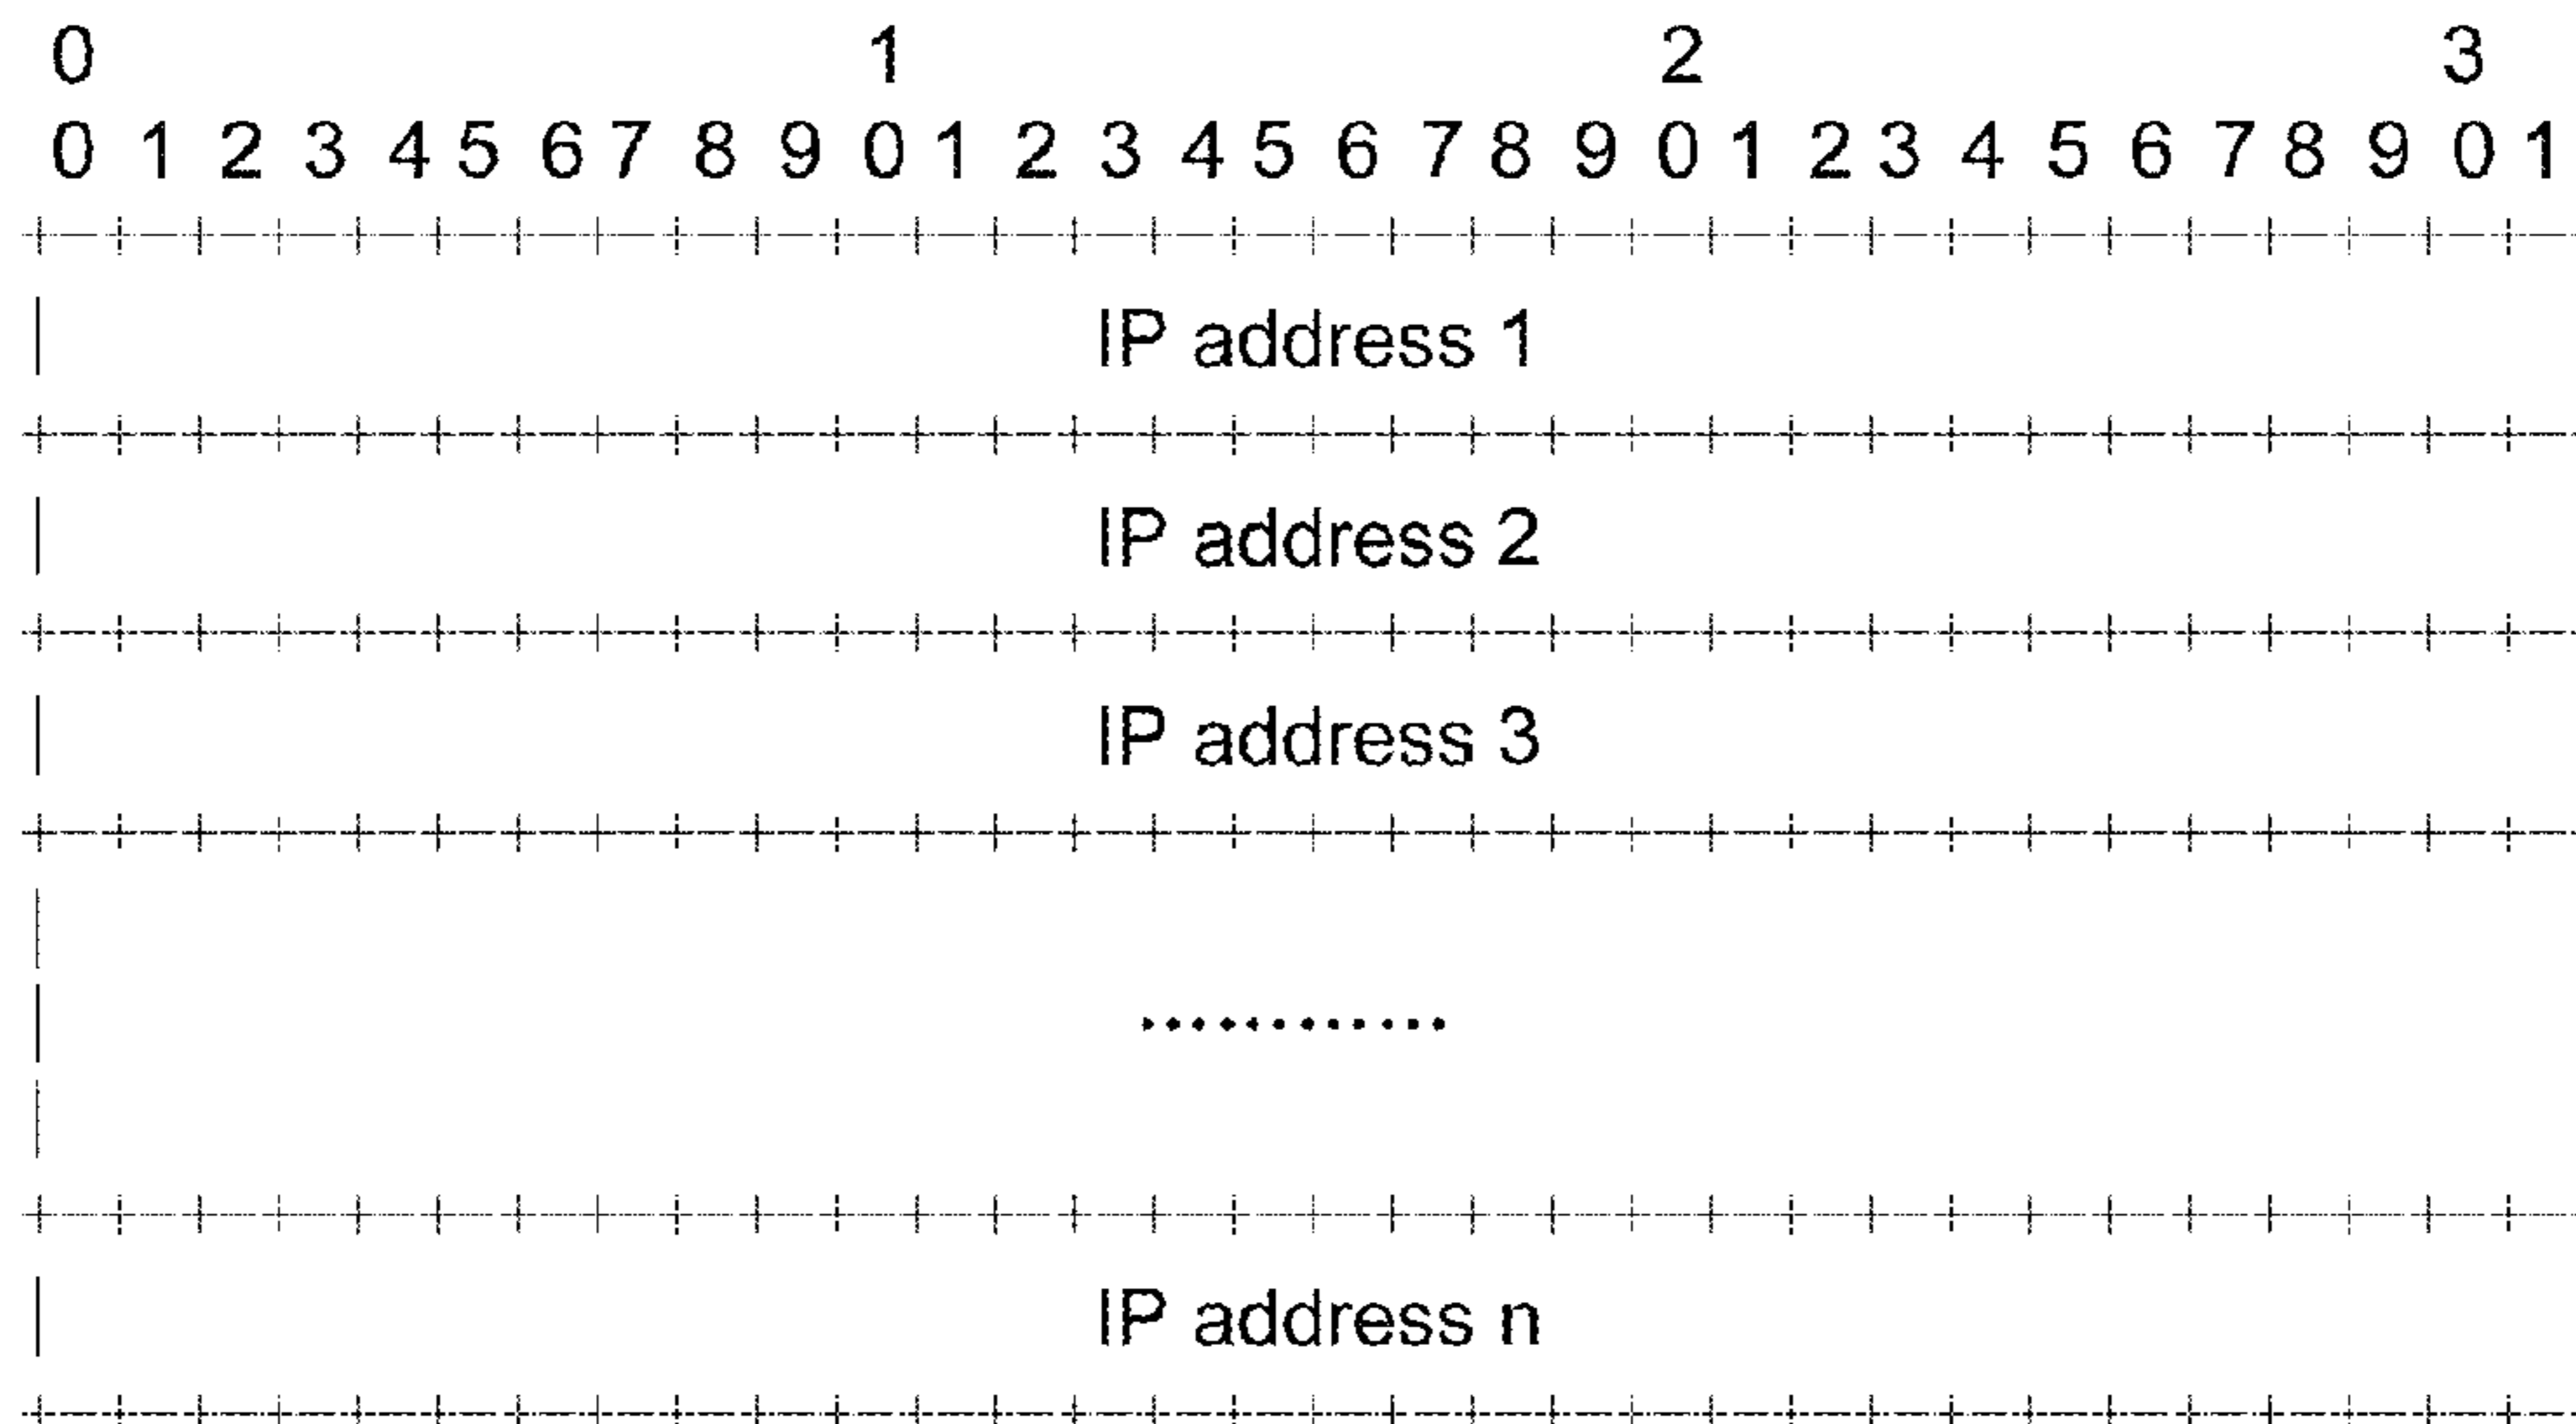 0 1 2 3
0 1 2 3 4 5 6 7 8 9 0 1 2 3 4 5 6 7 8 9 0 1 2 3 4 5 6 7 8 9 0 1
IP address 1
IP address 2
IP address 3
............
IP address n